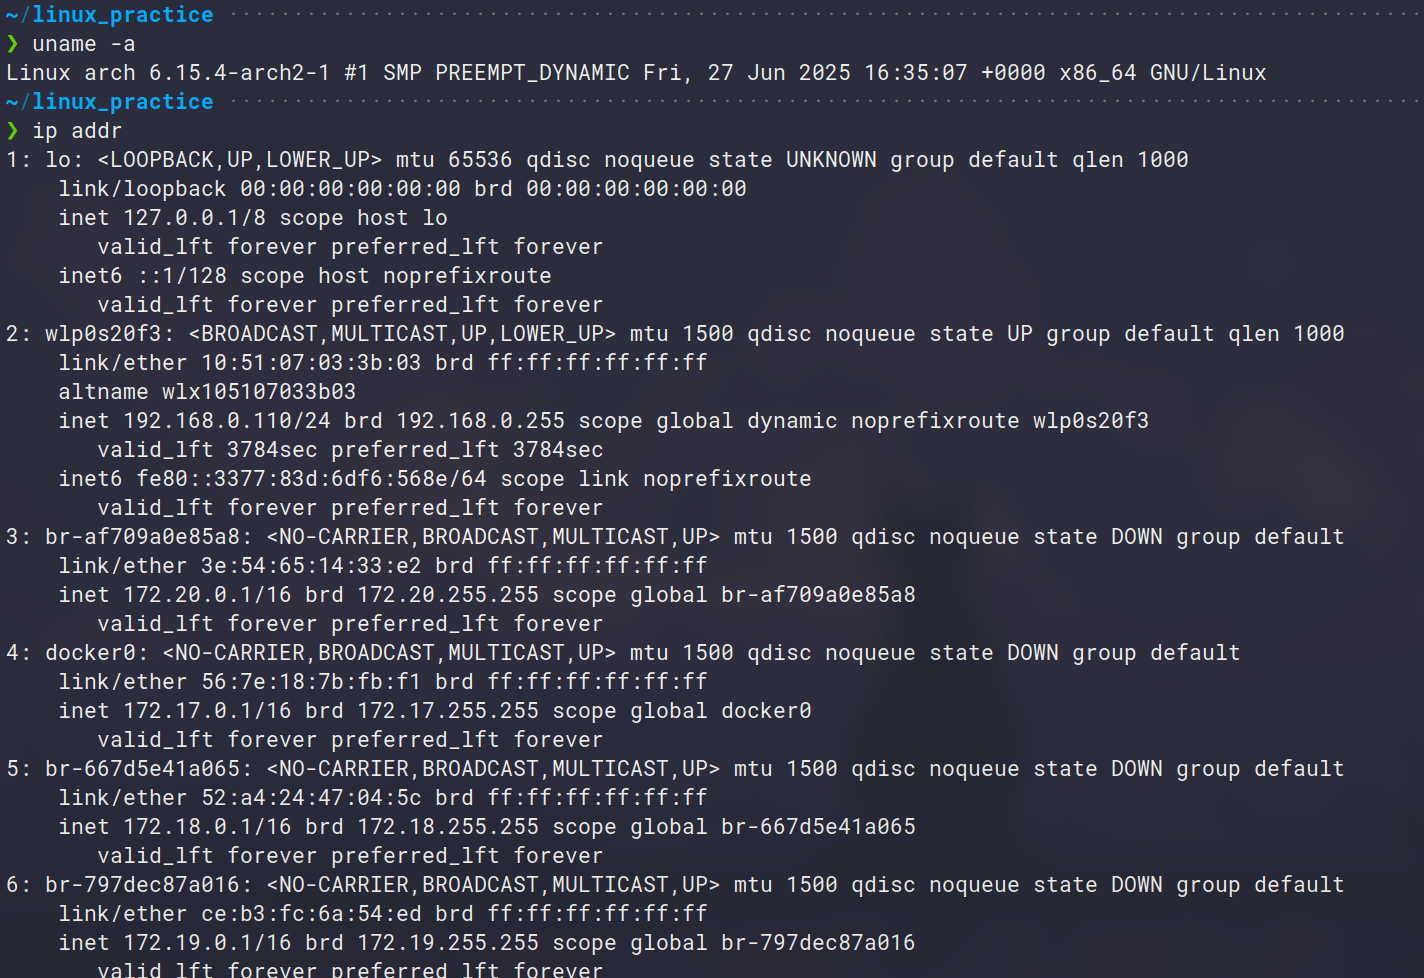 ~/linux_practice
❯ uname -a
Linux arch 6.15.4-arch2-1 #1 SMP PREEMPT_DYNAMIC Fri, 27 Jun 2025 16:35:07 +0000 x86_64 GNU/Linux
~/linux_practice
❯ ip addr
1: lo: <LOOPBACK,UP,LOWER_UP> mtu 65536 qdisc noqueue state UNKNOWN group default qlen 1000
    link/loopback 00:00:00:00:00:00 brd 00:00:00:00:00:00
    inet 127.0.0.1/8 scope host lo
       valid_lft forever preferred_lft forever
    inet6 ::1/128 scope host noprefixroute
       valid_lft forever preferred_lft forever
2: wlp0s20f3: <BROADCAST,MULTICAST,UP,LOWER_UP> mtu 1500 qdisc noqueue state UP group default qlen 1000
    link/ether 10:51:07:03:3b:03 brd ff:ff:ff:ff:ff:ff
    altname wlx105107033b03
    inet 192.168.0.110/24 brd 192.168.0.255 scope global dynamic noprefixroute wlp0s20f3
       valid_lft 3784sec preferred_lft 3784sec
    inet6 fe80::3377:83d:6df6:568e/64 scope link noprefixroute
       valid_lft forever preferred_lft forever
3: br-af709a0e85a8: <NO-CARRIER,BROADCAST,MULTICAST,UP> mtu 1500 qdisc noqueue state DOWN group default
    link/ether 3e:54:65:14:33:e2 brd ff:ff:ff:ff:ff:ff
    inet 172.20.0.1/16 brd 172.20.255.255 scope global br-af709a0e85a8
       valid_lft forever preferred_lft forever
4: docker0: <NO-CARRIER,BROADCAST,MULTICAST,UP> mtu 1500 qdisc noqueue state DOWN group default
    link/ether 56:7e:18:7b:fb:f1 brd ff:ff:ff:ff:ff:ff
    inet 172.17.0.1/16 brd 172.17.255.255 scope global docker0
       valid_lft forever preferred_lft forever
5: br-667d5e41a065: <NO-CARRIER,BROADCAST,MULTICAST,UP> mtu 1500 qdisc noqueue state DOWN group default
    link/ether 52:a4:24:47:04:5c brd ff:ff:ff:ff:ff:ff
    inet 172.18.0.1/16 brd 172.18.255.255 scope global br-667d5e41a065
       valid_lft forever preferred_lft forever
6: br-797dec87a016: <NO-CARRIER,BROADCAST,MULTICAST,UP> mtu 1500 qdisc noqueue state DOWN group default
    link/ether ce:b3:fc:6a:54:ed brd ff:ff:ff:ff:ff:ff
    inet 172.19.0.1/16 brd 172.19.255.255 scope global br-797dec87a016
       valid_lft forever preferred_lft forever